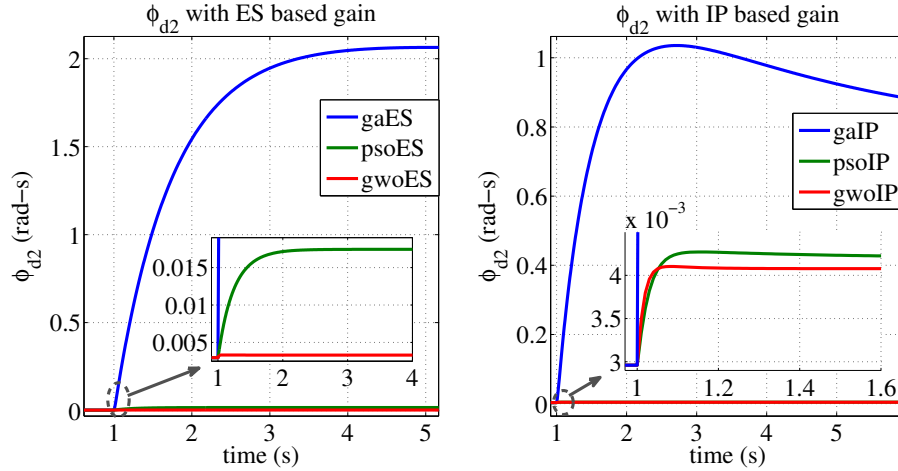 ϕd2 with ES based gain
ϕd2 (rad−s)
2
1.5
1
0.5
0
gaES
psoES
gwoES
0.015
0.01
0.005
1 2 3 4
1 2 3 4 5
time (s)
ϕd2 with IP based gain
ϕd2 (rad−s)
1
0.8
0.6
0.4
0.2
0
gaIP
psoIP
gwoIP
x 10−3
4
3.5
3
1 1.2 1.4 1.6
1 2 3 4 5
time (s)